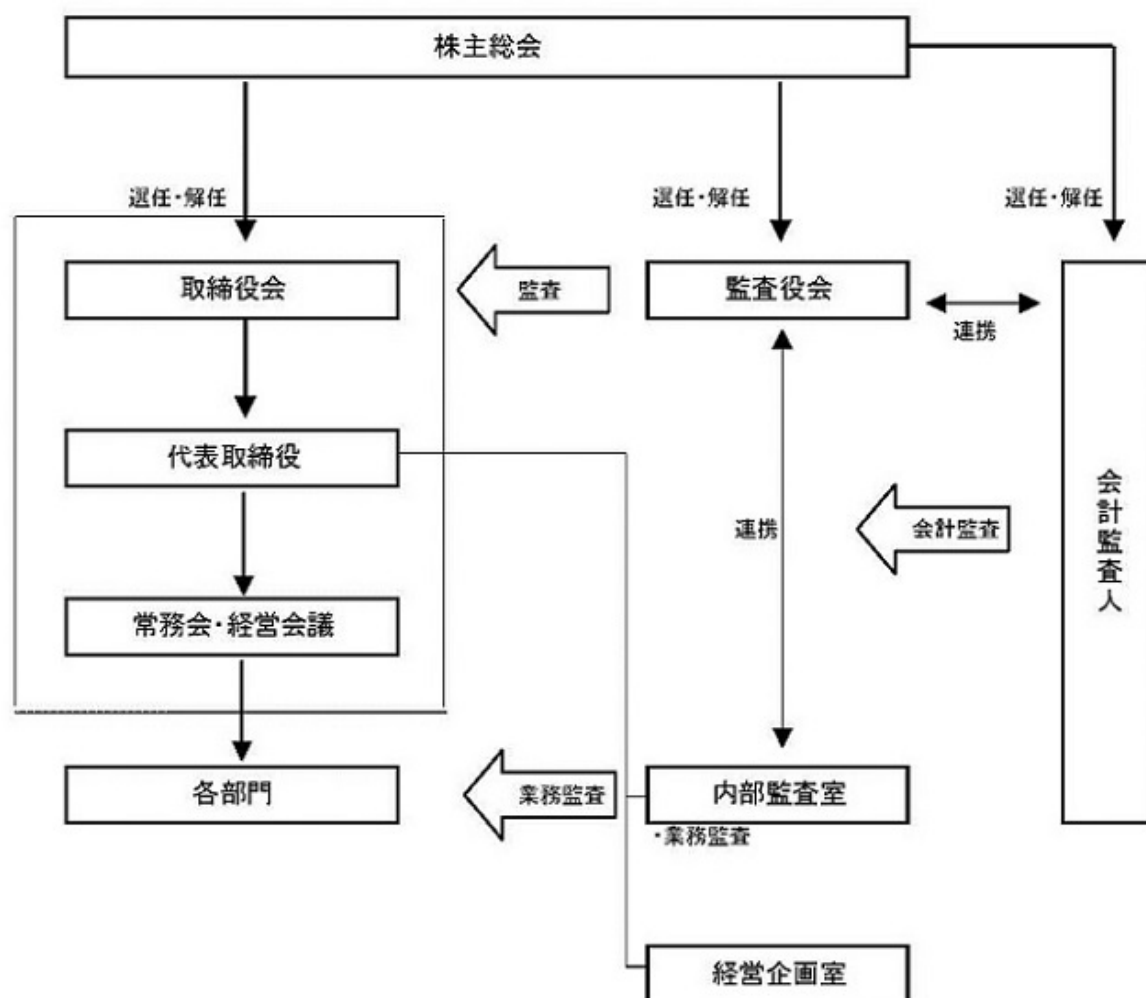 株主総会
選任・解任
選任・解任
選任・解任
取締役会
監査
監査役会
連携
代表取締役
会計監査人
連携
会計監査
常務会・経営会議
各部門
業務監査
内部監査室
・業務監査
経営企画室